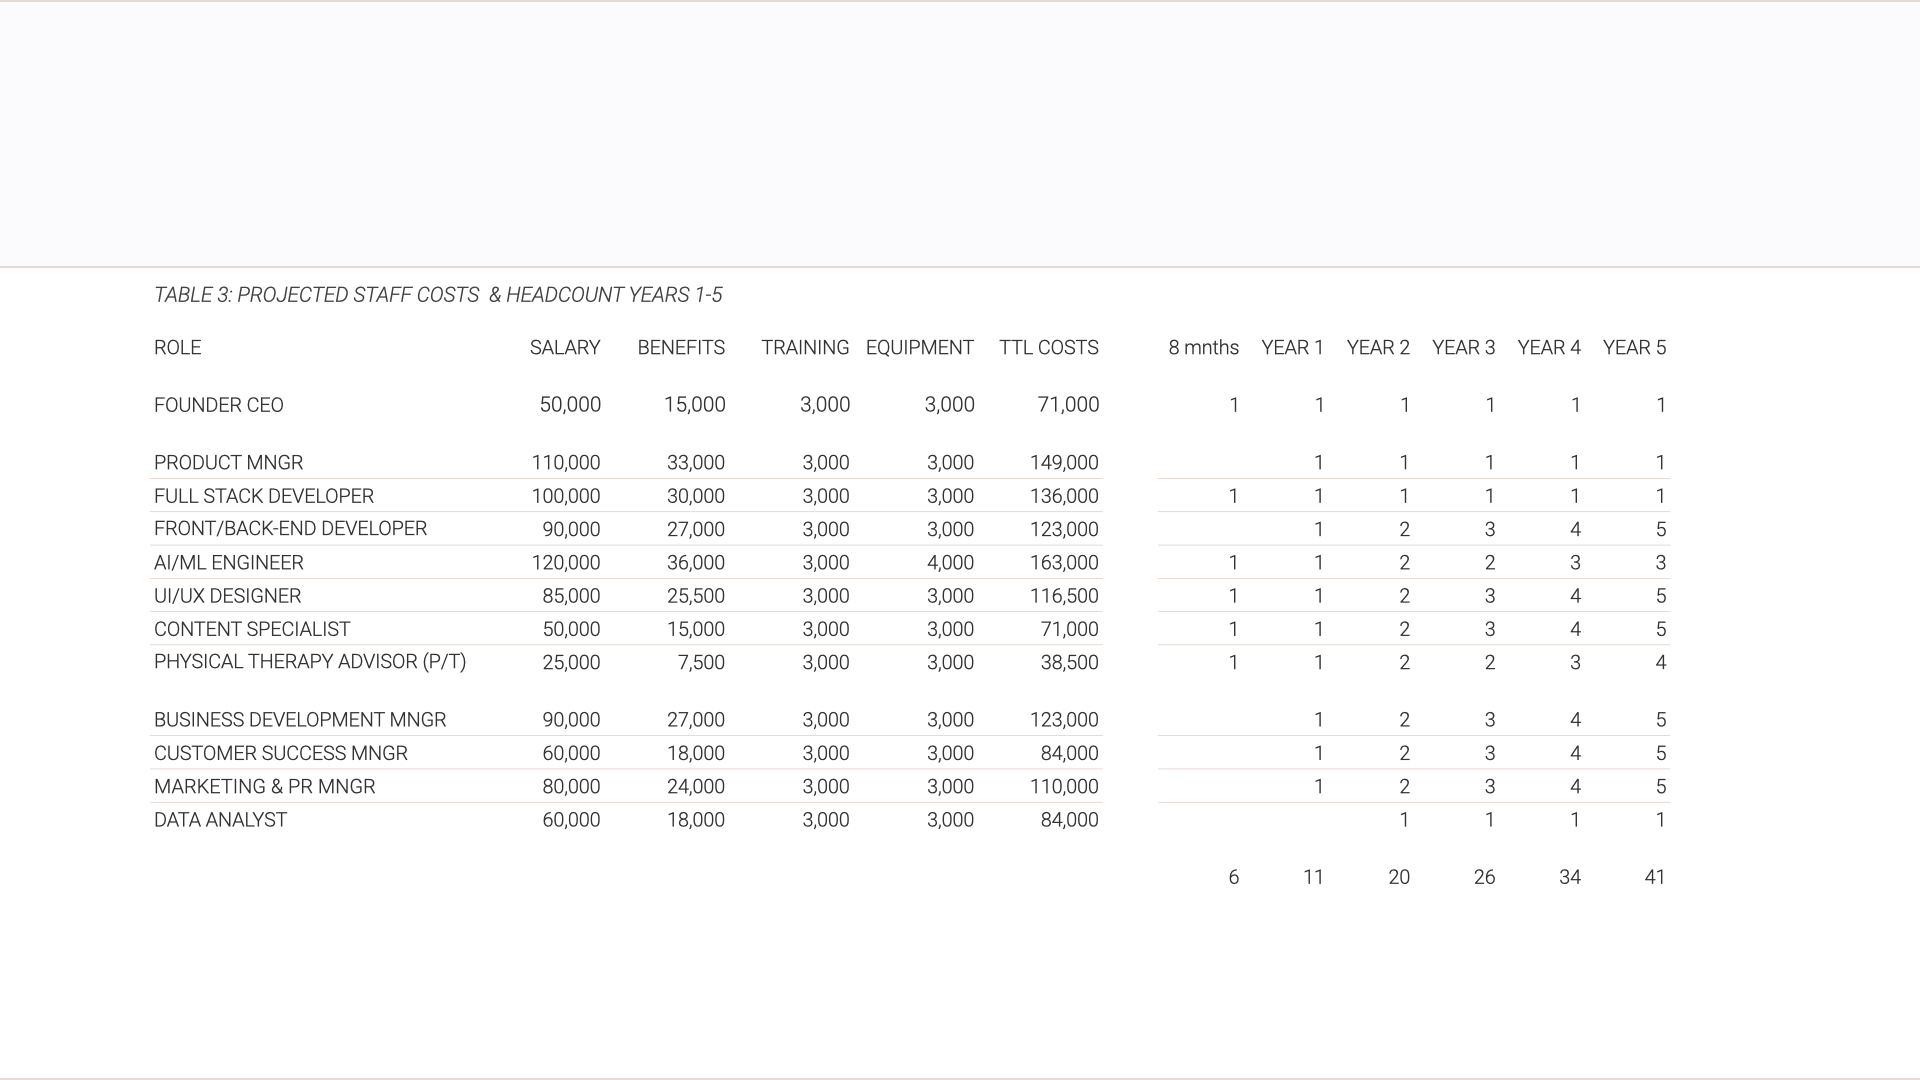 TABLE 3: PROJECTED STAFF COSTS & HEADCOUNT YEARS 1-5
ROLE SALARY BENEFITS TRAINING EQUIPMENT TTL COSTS 8 mnths YEAR 1 YEAR 2 YEAR 3 YEAR 4 YEAR 5
FOUNDER CEO 50,000 15,000 3,000 3,000 71,000 1 1 1 1 1 1
PRODUCT MNGR 110,000 33,000 3,000 3,000 149,000 1 1 1 1 1
FULL STACK DEVELOPER 100,000 30,000 3,000 3,000 136,000 1 1 1 1 1 1
FRONT/BACK-END DEVELOPER 90,000 27,000 3,000 3,000 123,000 1 2 3 4 5
AI/ML ENGINEER 120,000 36,000 3,000 4,000 163,000 1 1 2 2 3 3
UI/UX DESIGNER 85,000 25,500 3,000 3,000 116,500 1 1 2 3 4 5
CONTENT SPECIALIST 50,000 15,000 3,000 3,000 71,000 1 1 2 3 4 5
PHYSICAL THERAPY ADVISOR (P/T) 25,000 7,500 3,000 3,000 38,500 1 1 2 2 3 4
BUSINESS DEVELOPMENT MNGR 90,000 27,000 3,000 3,000 123,000 1 2 3 4 5
CUSTOMER SUCCESS MNGR 60,000 18,000 3,000 3,000 84,000 1 2 3 4 5
MARKETING & PR MNGR 80,000 24,000 3,000 3,000 110,000 1 2 3 4 5
DATA ANALYST 60,000 18,000 3,000 3,000 84,000 1 1 1 1
6 11 20 26 34 41